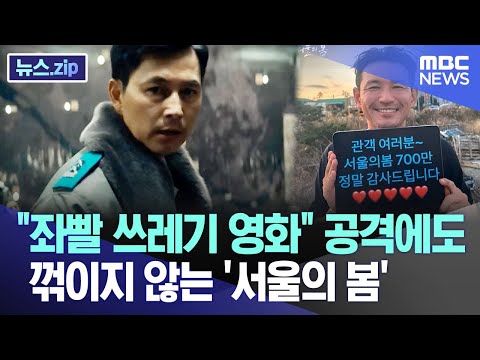 뉴스.zip
MBC
NEWS
관객 여러분~
서울의봄 700만
정말 감사드립니다
"좌빨 쓰레기 영화" 공격에도
꺾이지 않는 '서울의 봄'